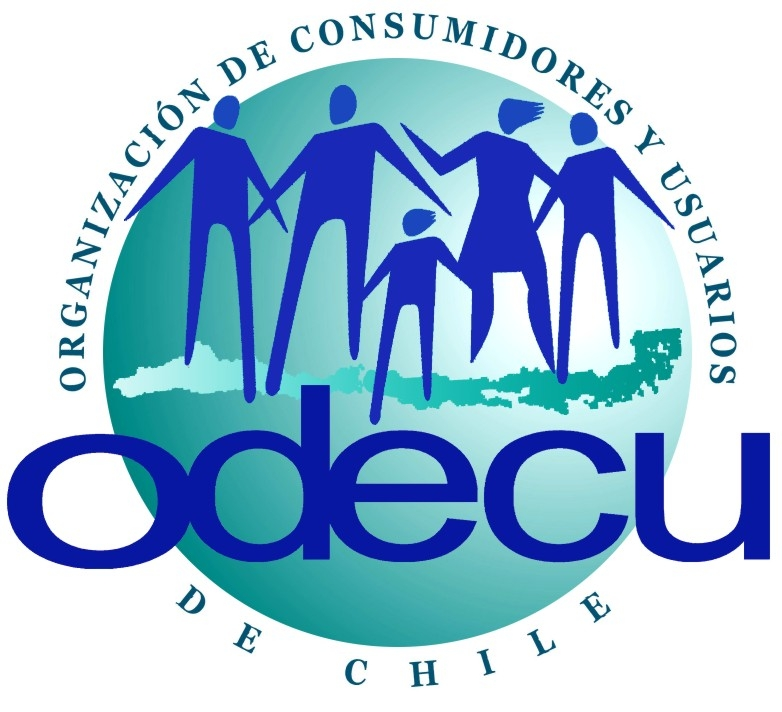 ORGANIZACIÓN DE CONSUMIDORES Y USUARIOS
odecu
DE CHILE